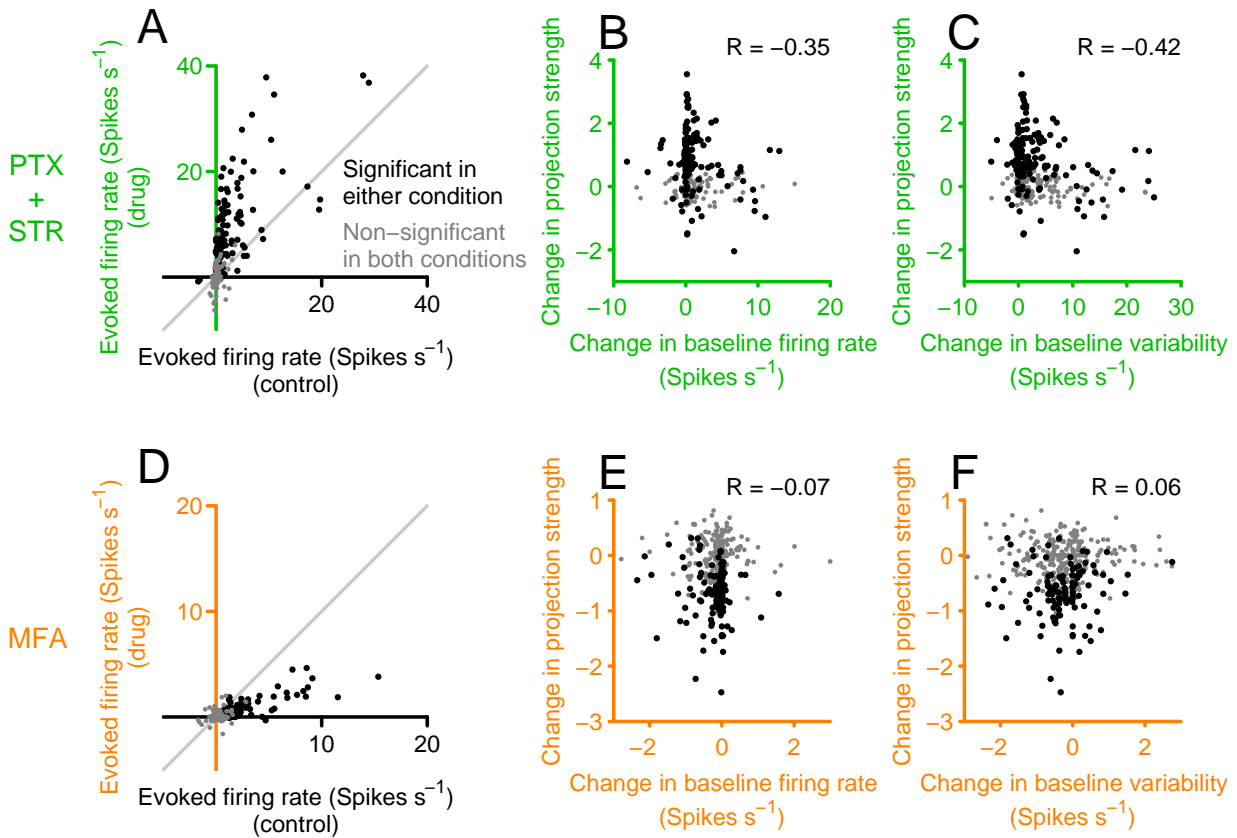 A
Evoked firing rate (Spikes s⁻¹)
(drug)
40
20
20
40
Significant in
either condition
Non−significant
in both conditions
Evoked firing rate (Spikes s⁻¹)
(control)
PTX
+
STR
B
R = −0.35
Change in projection strength
4
2
0
−2
−10
0
10
20
Change in baseline firing rate
(Spikes s⁻¹)
C
R = −0.42
Change in projection strength
4
2
0
−2
−10
0
10
20
30
Change in baseline variability
(Spikes s⁻¹)
MFA
D
Evoked firing rate (Spikes s⁻¹)
(drug)
20
10
10
20
Evoked firing rate (Spikes s⁻¹)
(control)
E
R = −0.07
Change in projection strength
1
0
−1
−2
−3
−2
0
2
Change in baseline firing rate
(Spikes s⁻¹)
F
R = 0.06
Change in projection strength
1
0
−1
−2
−3
−2
0
2
Change in baseline variability
(Spikes s⁻¹)